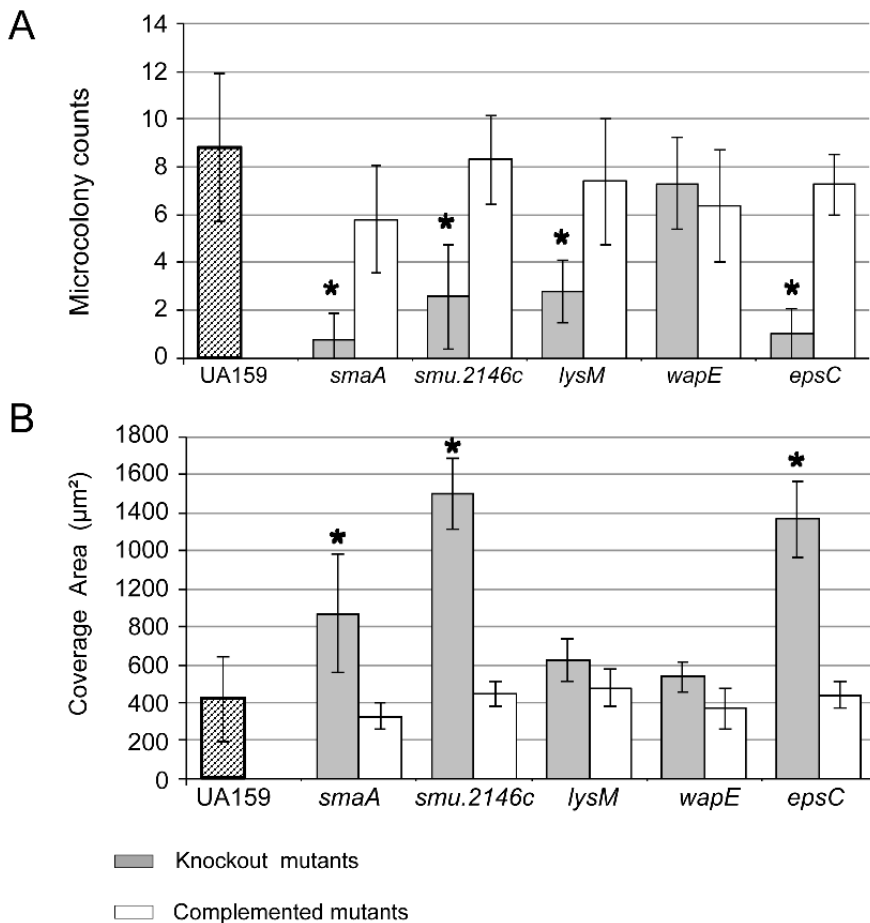 A
Microcolony counts
14
12
10
8
6
4
2
0
* * * *
UA159 smaA smu.2146c lysM wapE epsC
B
Coverage Area (µm²)
1800
1600
1400
1000
1200
800
600
400
200
0
* * *
UA159 smaA smu.2146c lysM wapE epsC
Knockout mutants
Complemented mutants